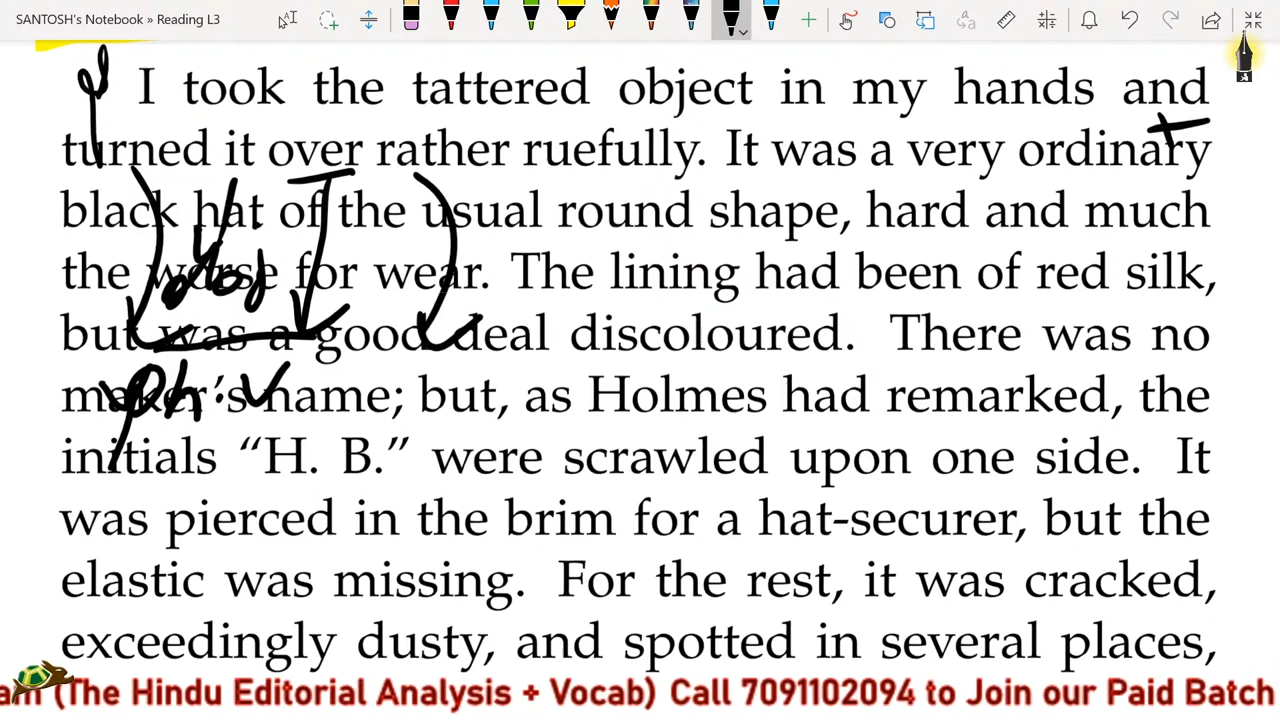 SANTOSH's Notebook » Reading L3
I took the tattered object in my hands and
turned it over rather ruefully. It was a very ordinary
black hat of the usual round shape, hard and much
the worse for wear. The lining had been of red silk,
but was a good deal discoloured. There was no
maker's name; but, as Holmes had remarked, the
initials “H. B.” were scrawled upon one side. It
was pierced in the brim for a hat-securer, but the
elastic was missing. For the rest, it was cracked,
exceedingly dusty, and spotted in several places,
obj
ph. v
am (The Hindu Editorial Analysis + Vocab) Call 7091102094 to Join our Paid Batch